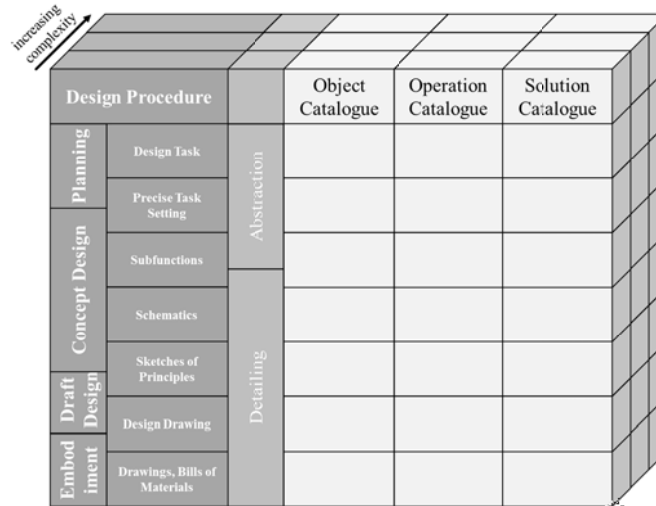 increasing
complexity
Design Procedure
Object
Catalogue
Operation
Catalogue
Solution
Catalogue
Planning
Concept Design
Draft
Design
Embod
iment
Design Task
Precise Task
Setting
Subfunctions
Schematics
Sketches of
Principles
Design Drawing
Drawings, Bills of
Materials
Abstraction
Detailing